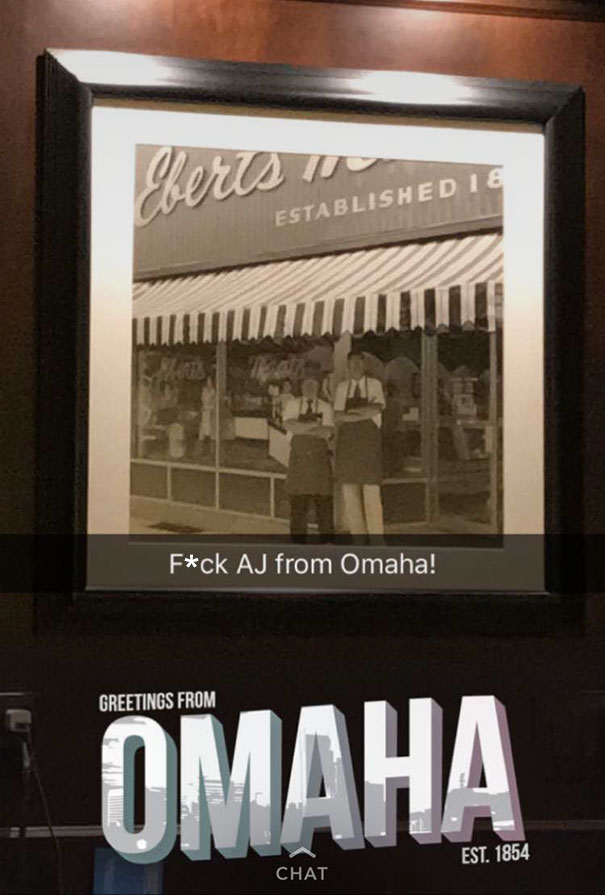 Eberts
ESTABLISHED 18
F*ck AJ from Omaha!
GREETINGS FROM
OMAHA
EST. 1854
CHAT